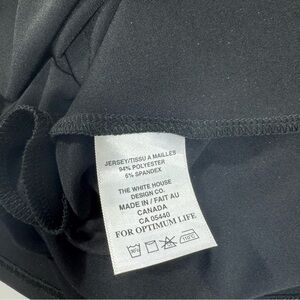 JERSEY/TISSU A MAILLES
94% POLYESTER
6% SPANDEX
THE WHITE HOUSE
DESIGN CO.
MADE IN / FAIT AU
CANADA
CA 05440
FOR OPTIMUM LIFE